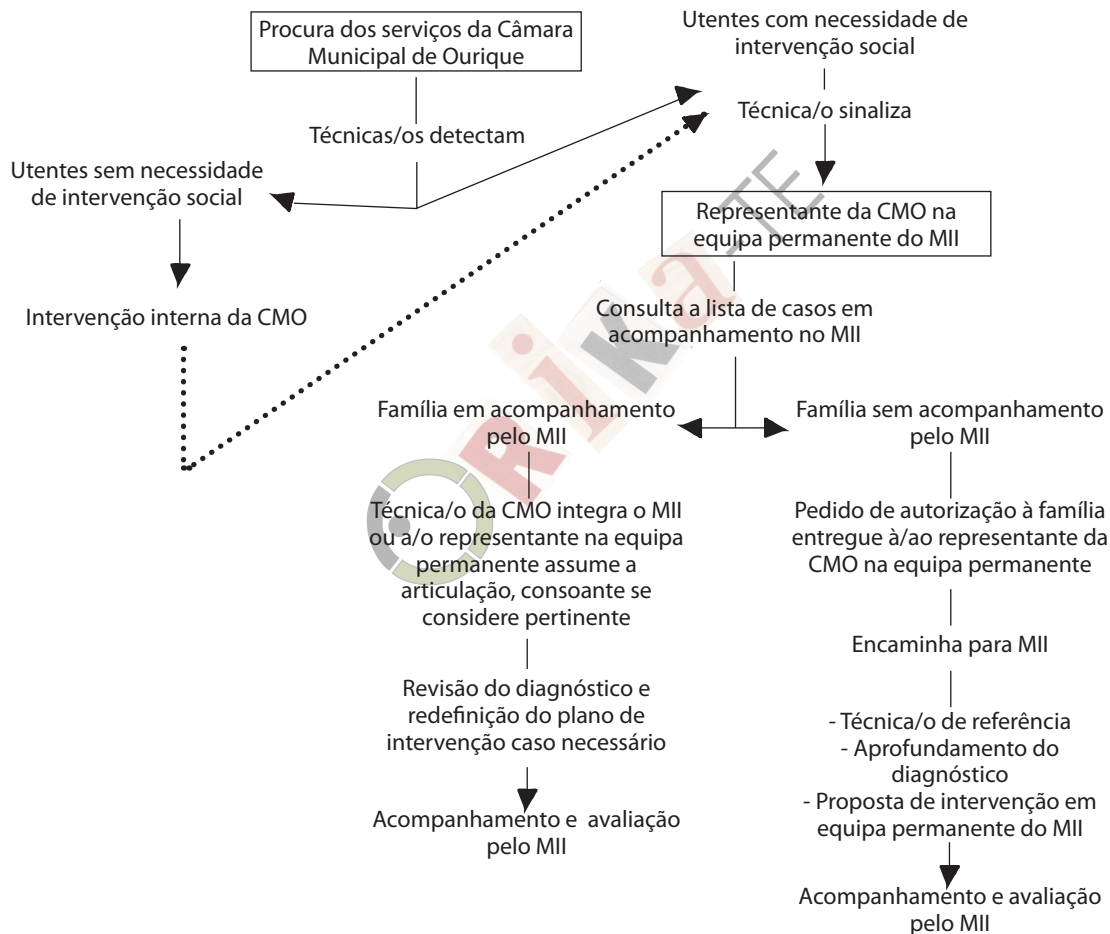 Procura dos serviços da Câmara
Municipal de Ourique
Técnicas/os detectam
Utentes sem necessidade
de intervenção social
Intervenção interna da CMO
Utentes com necessidade de
intervenção social
Técnica/o sinaliza
Representante da CMO na
equipa permanente do MII
Consulta a lista de casos em
acompanhamento no MII
Família em acompanhamento
pelo MII
Técnica/o da CMO integra o MII
ou a/o representante na equipa
permanente assume a
articulação, consoante se
considere pertinente
Revisão do diagnóstico e
redefinição do plano de
intervenção caso necessário
Acompanhamento e avaliação
pelo MII
Família sem acompanhamento
pelo MII
Pedido de autorização à família
entregue à/ao representante da
CMO na equipa permanente
Encaminha para MII
- Técnica/o de referência
- Aprofundamento do
diagnóstico
- Proposta de intervenção em
equipa permanente do MII
Acompanhamento e avaliação
pelo MII
ORika-TE